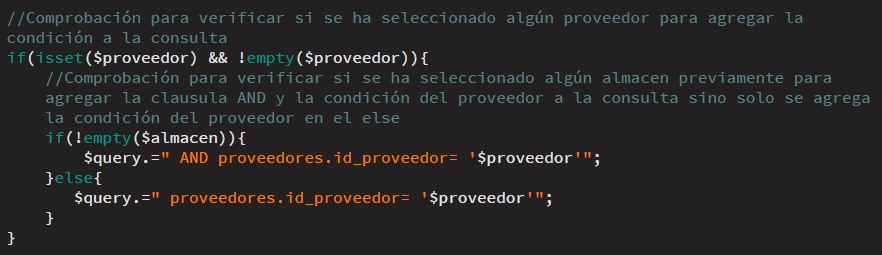 //Comprobación para verificar si se ha seleccionado algún proveedor para agregar la
condición a la consulta
if(isset($proveedor) && !empty($proveedor)){
    //Comprobación para verificar si se ha seleccionado algún almacen previamente para
    agregar la clausula AND y la condición del proveedor a la consulta sino solo se agrega
    la condición del proveedor en el else
    if(!empty($almacen)){
        $query.=" AND proveedores.id_proveedor= '$proveedor'";
    }else{
       $query.=" proveedores.id_proveedor= '$proveedor'";
    }
}